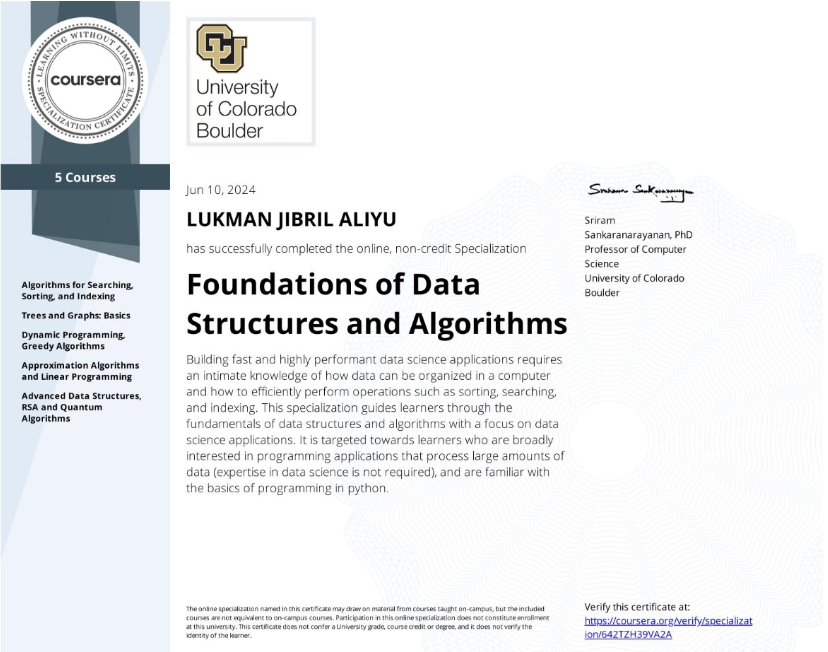 LEARNING WITHOUT LIMITS
coursera
SPECIALIZATION CERTIFICATE
5 Courses
Algorithms for Searching,
Sorting, and Indexing
Trees and Graphs: Basics
Dynamic Programming,
Greedy Algorithms
Approximation Algorithms
and Linear Programming
Advanced Data Structures,
RSA and Quantum
Algorithms
CU
University
of Colorado
Boulder
Jun 10, 2024
LUKMAN JIBRIL ALIYU
has successfully completed the online, non-credit Specialization
Foundations of Data
Structures and Algorithms
Building fast and highly performant data science applications requires
an intimate knowledge of how data can be organized in a computer
and how to efficiently perform operations such as sorting, searching,
and indexing. This specialization guides learners through the
fundamentals of data structures and algorithms with a focus on data
science applications. It is targeted towards learners who are broadly
interested in programming applications that process large amounts of
data (expertise in data science is not required), and are familiar with
the basics of programming in python.
Sriram Sankaranarayanan
Sriram
Sankaranarayanan, PhD
Professor of Computer
Science
University of Colorado
Boulder
The online specialization named in this certificate may draw on material from courses taught on-campus, but the included
courses are not equivalent to on-campus courses. Participation in this online specialization does not constitute enrollment
at this university. This certificate does not confer a University grade, course credit or degree, and it does not verify the
identity of the learner.
Verify this certificate at:
https://coursera.org/verify/specializat
ion/642TZH39VA2A